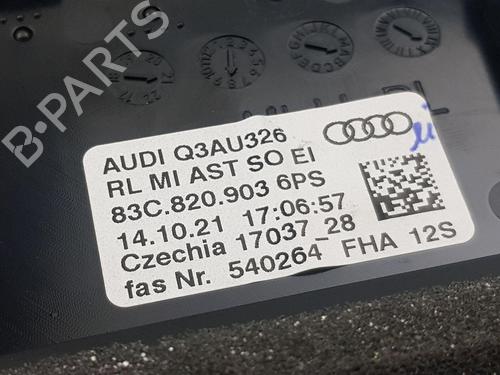 B-PARTS
AUDI Q3AU326
RL MI AST SO EI
83C.820.903 6PS
14.10.21 17:06:57
Czechia 17037_28
fas Nr. 540264 FHA 12S